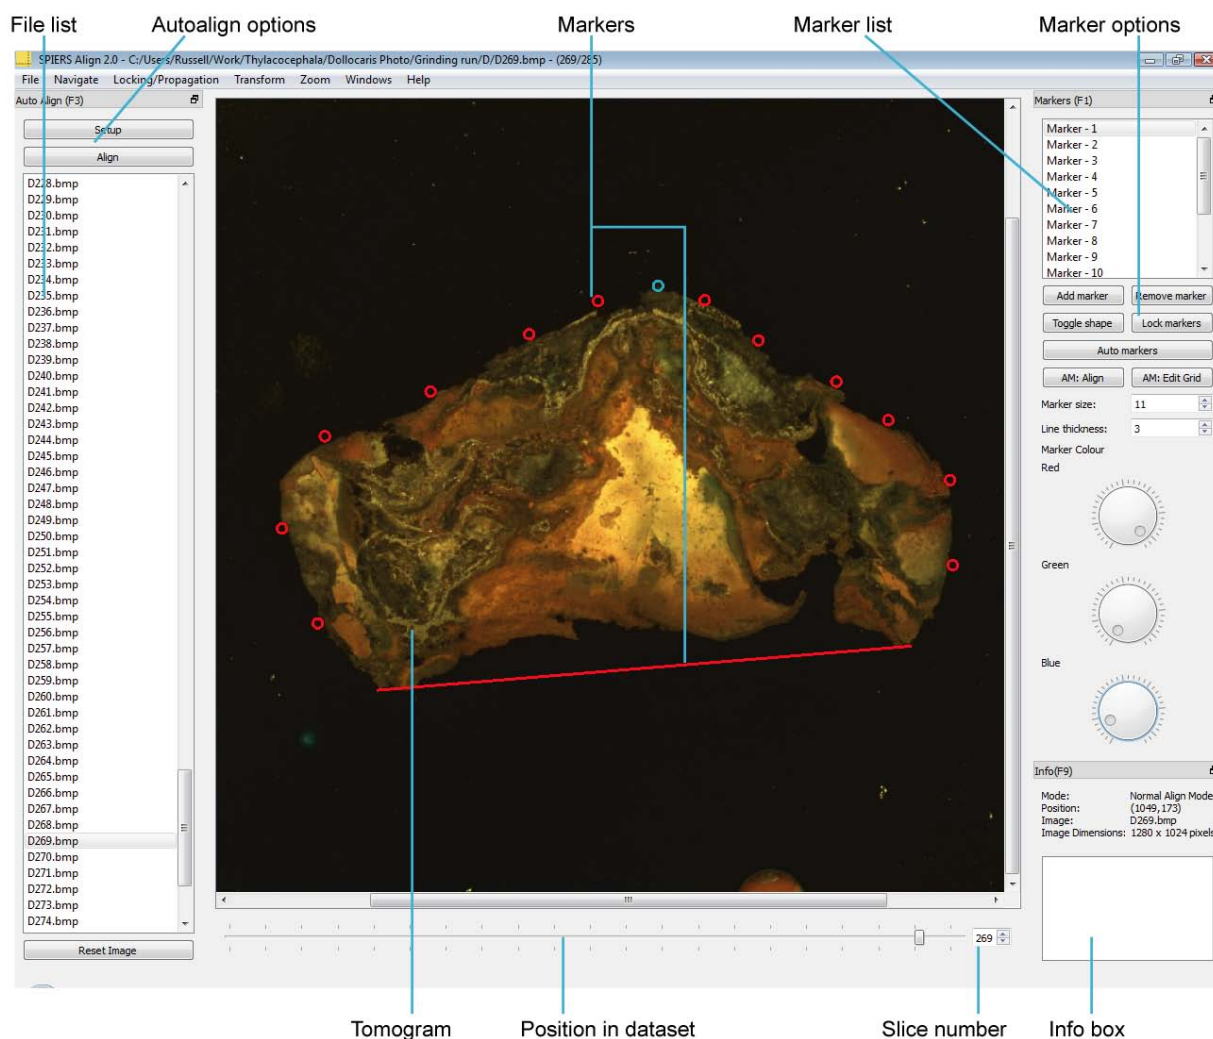 File list
Autoalign options
Markers
Marker list
Marker options
SPIERS Align 2.0 - C:/Users/Russell/Work/Thylacocephala/Dollocaris Photo/Grinding run/D/D269.bmp - (269/285)
File Navigate Locking/Propagation Transform Zoom Windows Help
Auto Align (F3)
Setup
Align
D228.bmp
D229.bmp
D230.bmp
D231.bmp
D232.bmp
D233.bmp
D234.bmp
D235.bmp
D236.bmp
D237.bmp
D238.bmp
D239.bmp
D240.bmp
D241.bmp
D242.bmp
D243.bmp
D244.bmp
D245.bmp
D246.bmp
D247.bmp
D248.bmp
D249.bmp
D250.bmp
D251.bmp
D252.bmp
D253.bmp
D254.bmp
D255.bmp
D256.bmp
D257.bmp
D258.bmp
D259.bmp
D260.bmp
D261.bmp
D262.bmp
D263.bmp
D264.bmp
D265.bmp
D266.bmp
D267.bmp
D268.bmp
D269.bmp
D270.bmp
D271.bmp
D272.bmp
D273.bmp
D274.bmp
Reset Image
269
Markers (F1)
Marker - 1
Marker - 2
Marker - 3
Marker - 4
Marker - 5
Marker - 6
Marker - 7
Marker - 8
Marker - 9
Marker - 10
Add marker Remove marker
Toggle shape Lock markers
Auto markers
AM: Align AM: Edit Grid
Marker size: 11
Line thickness: 3
Marker Colour
Red
Green
Blue
Info(F9)
Mode: Normal Align Mode
Position: (1049,173)
Image: D269.bmp
Image Dimensions: 1280 x 1024 pixels
Tomogram
Position in dataset
Slice number
Info box